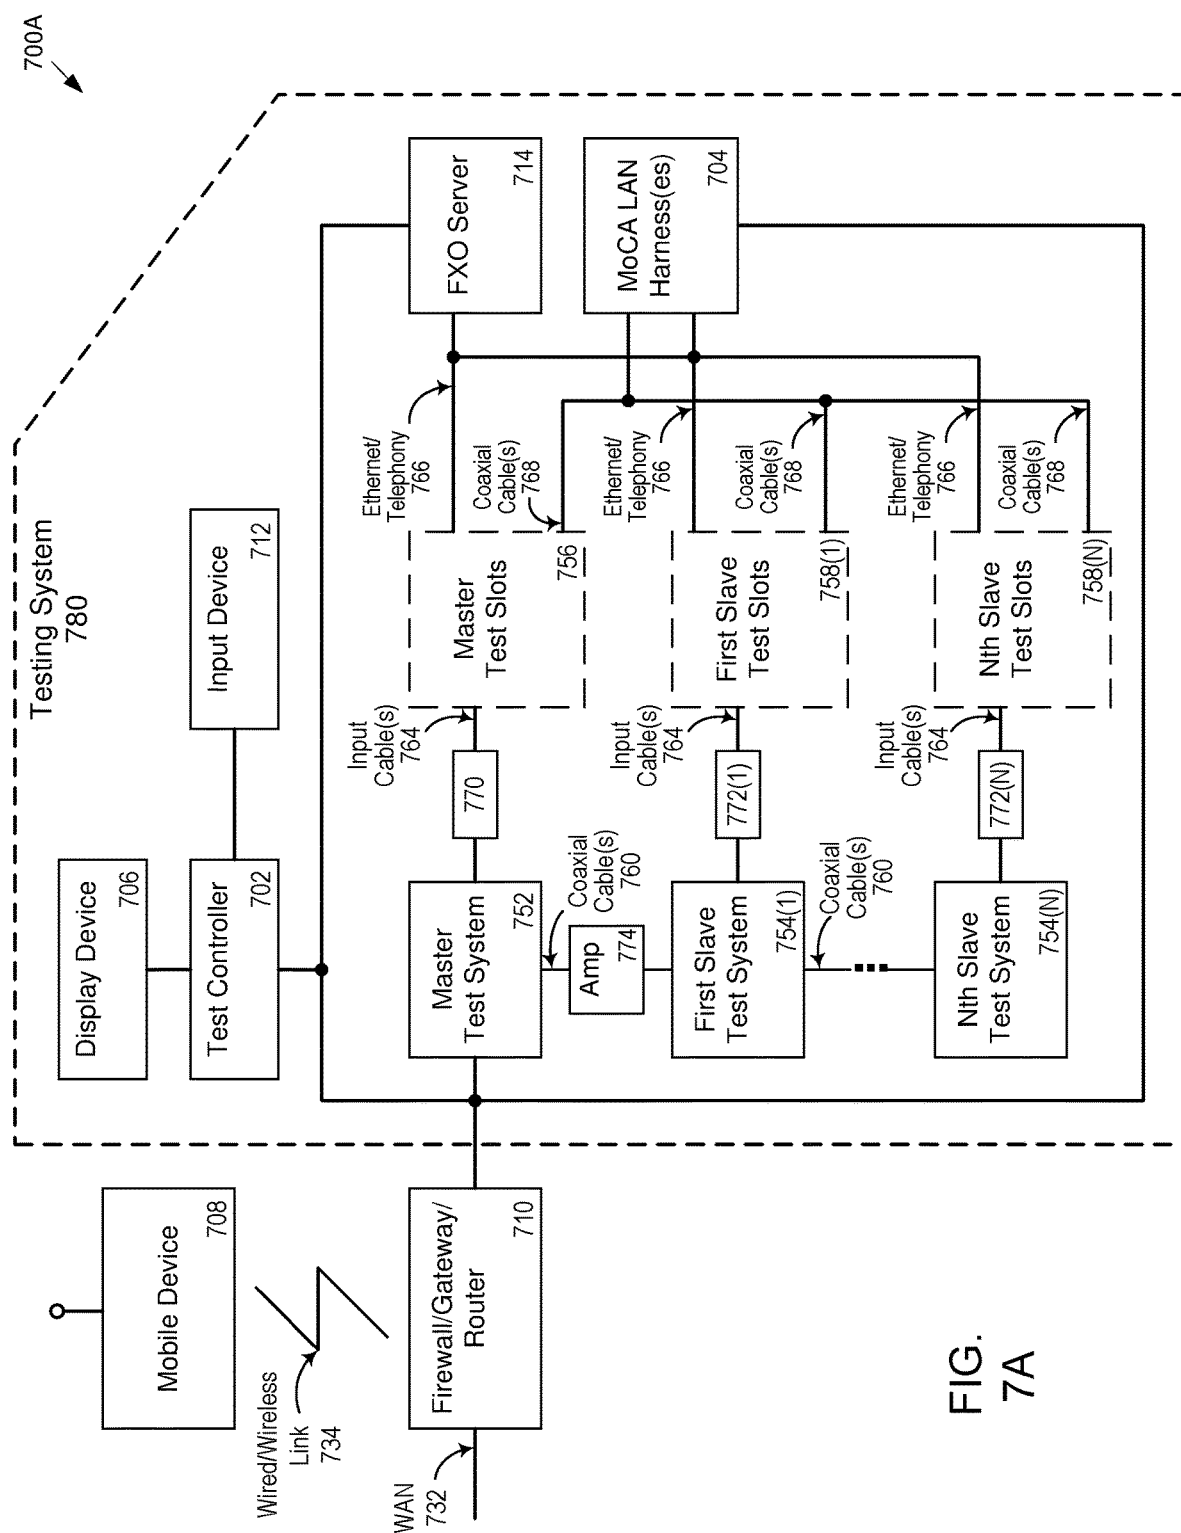 700A
Testing System
780
Display Device
706
Test Controller
702
Input Device
712
Mobile Device
708
Wired/Wireless
Link
734
WAN
732
Firewall/Gateway/
Router
710
Master
Test System
752
770
Input
Cable(s)
764
Master
Test Slots
756
Ethernet/
Telephony
766
Coaxial
Cable(s)
768
FXO Server
714
Coaxial
Cable(s)
760
Amp
774
First Slave
Test System
754(1)
772(1)
Input
Cable(s)
764
First Slave
Test Slots
758(1)
Ethernet/
Telephony
766
Coaxial
Cable(s)
768
MoCA LAN
Harness(es)
704
Coaxial
Cable(s)
760
Nth Slave
Test System
754(N)
772(N)
Input
Cable(s)
764
Nth Slave
Test Slots
758(N)
Ethernet/
Telephony
766
Coaxial
Cable(s)
768
FIG.
7A